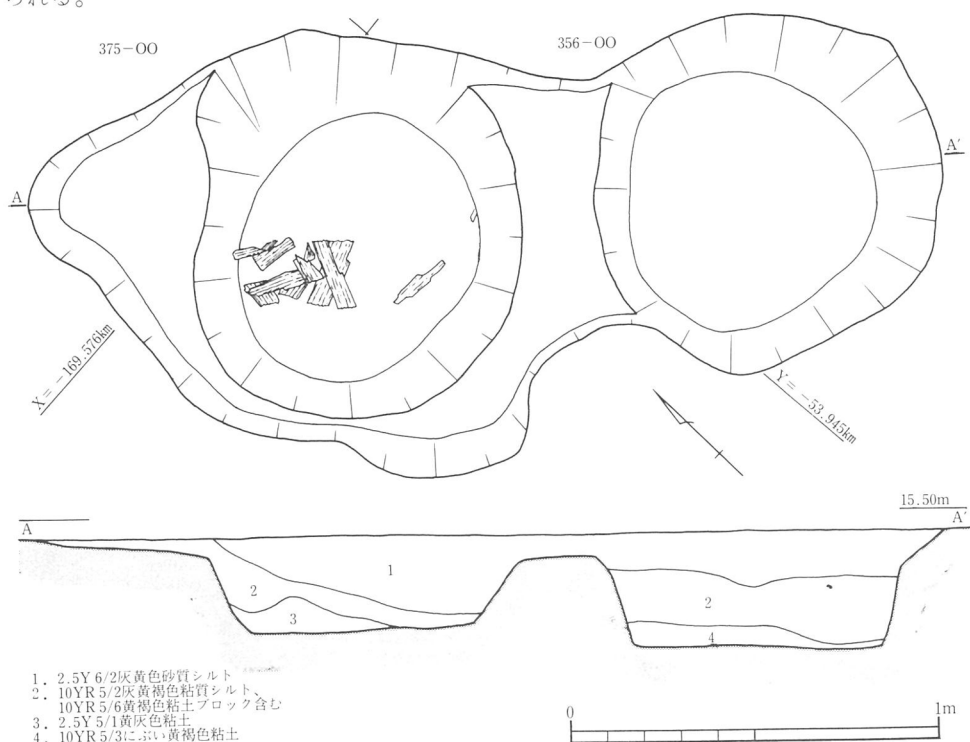 られる。
375-OO
356-OO
A
A′
X=-169.576km
Y=-53.945km
15.50m
A
A′
1
2
3
2
4
1. 2.5Y 6/2灰黄色砂質シルト
2. 10YR 5/2灰黄褐色粘質シルト、
10YR 5/6黄褐色粘土ブロック含む
3. 2.5Y 5/1黄灰色粘土
4. 10YR 5/3にぶい黄褐色粘土
0
1m